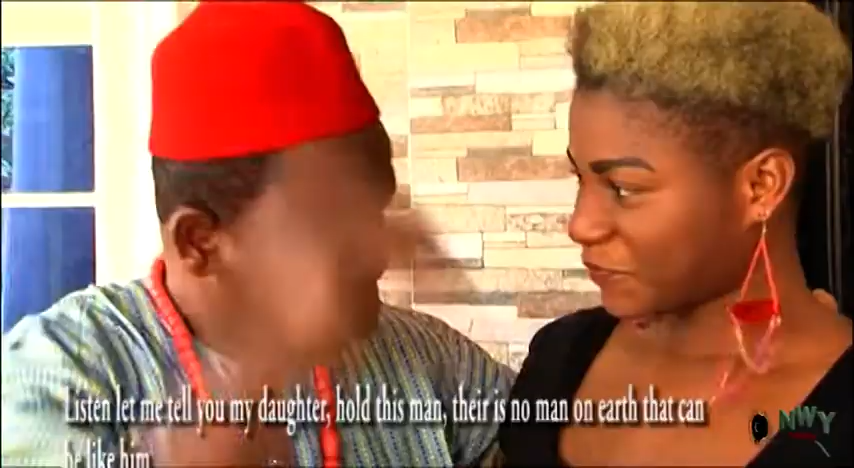 Listen let me tell you my daughter, hold this man, their is no man on earth that can
be like him
NWY